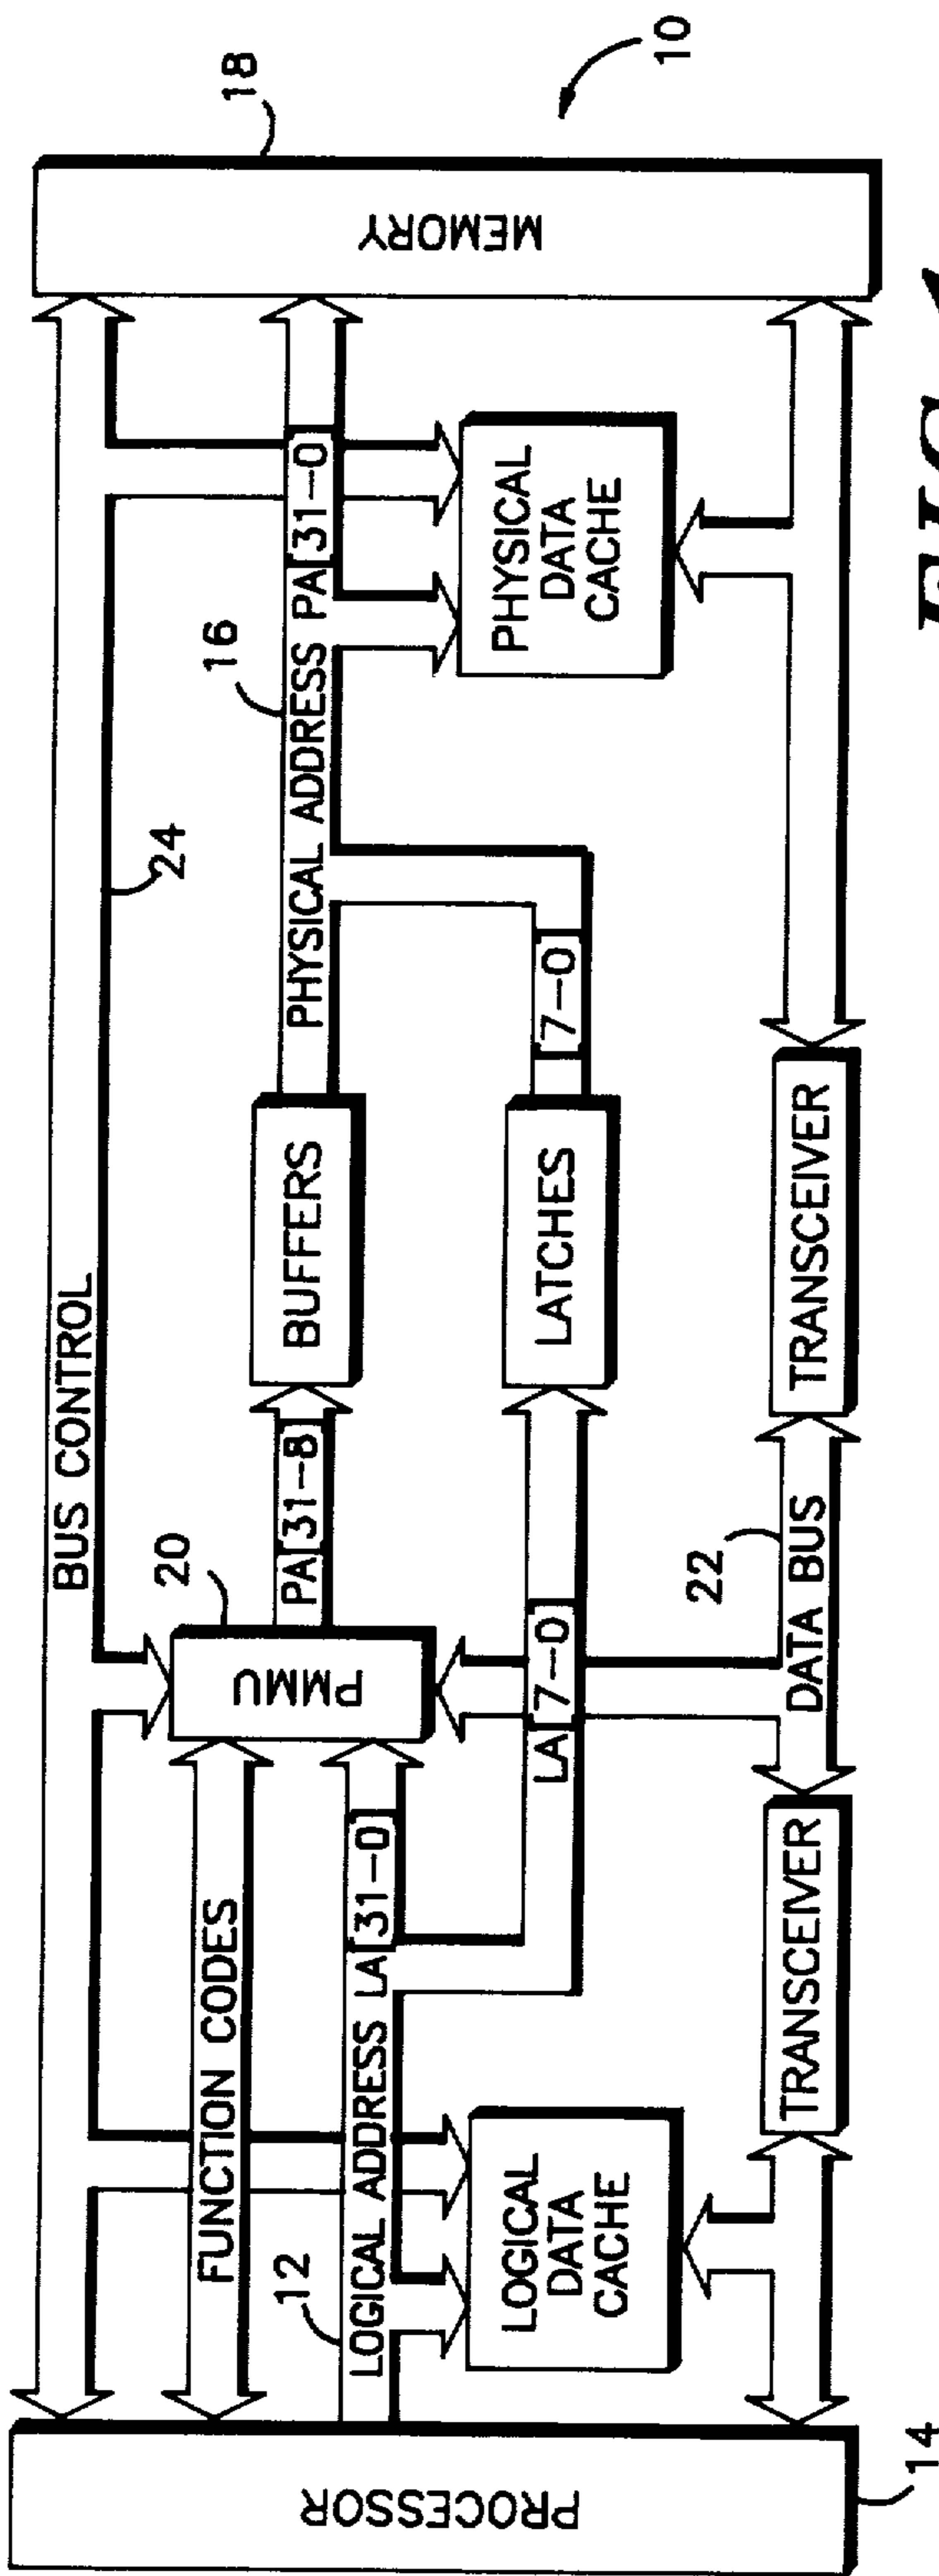 BUS CONTROL
24
18
10
FUNCTION CODES
PMMU
20
PA[31–8]
BUFFERS
16
PHYSICAL ADDRESS PA[31–0]
MEMORY
PROCESSOR
14
12
LOGICAL ADDRESS LA[31–0]
LOGICAL
DATA
CACHE
LA[7–0]
LATCHES
[7–0]
PHYSICAL
DATA
CACHE
TRANSCEIVER
22
DATA BUS
TRANSCEIVER